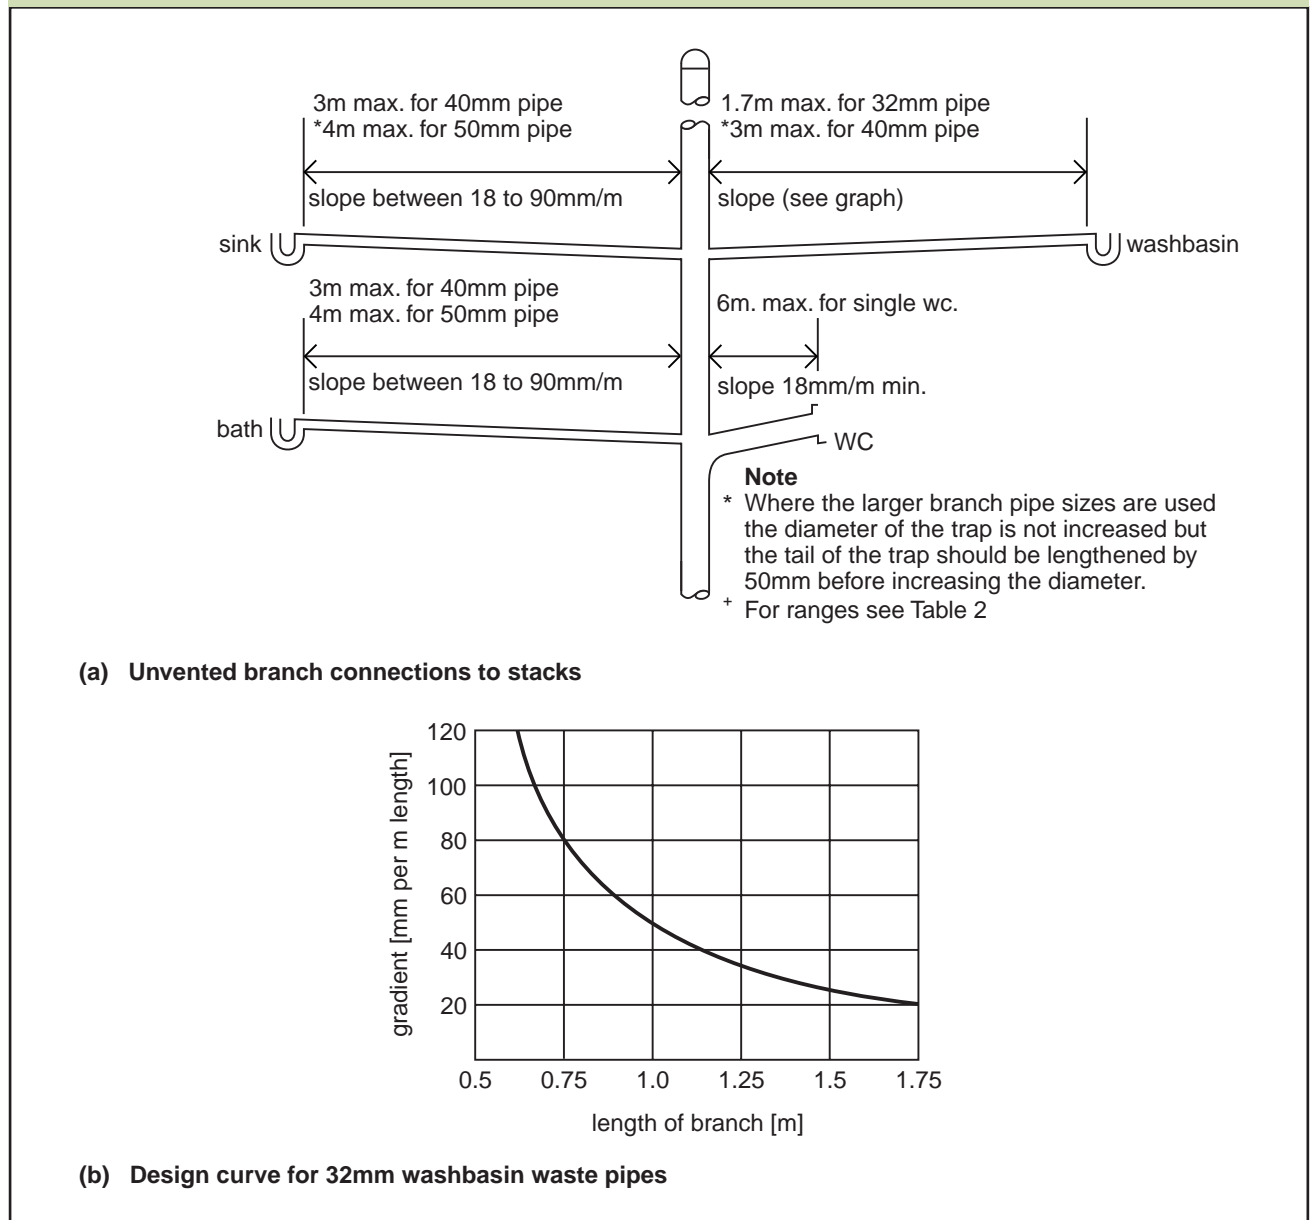 3m max. for 40mm pipe
*4m max. for 50mm pipe
1.7m max. for 32mm pipe
*3m max. for 40mm pipe
slope between 18 to 90mm/m
slope (see graph)
sink
washbasin
3m max. for 40mm pipe
4m max. for 50mm pipe
6m. max. for single wc.
slope between 18 to 90mm/m
slope 18mm/m min.
bath
WC
Note
* Where the larger branch pipe sizes are used
the diameter of the trap is not increased but
the tail of the trap should be lengthened by
50mm before increasing the diameter.
+ For ranges see Table 2
(a) Unvented branch connections to stacks
gradient [mm per m length]
120
100
80
60
40
20
0.5 0.75 1.0 1.25 1.5 1.75
length of branch [m]
(b) Design curve for 32mm washbasin waste pipes